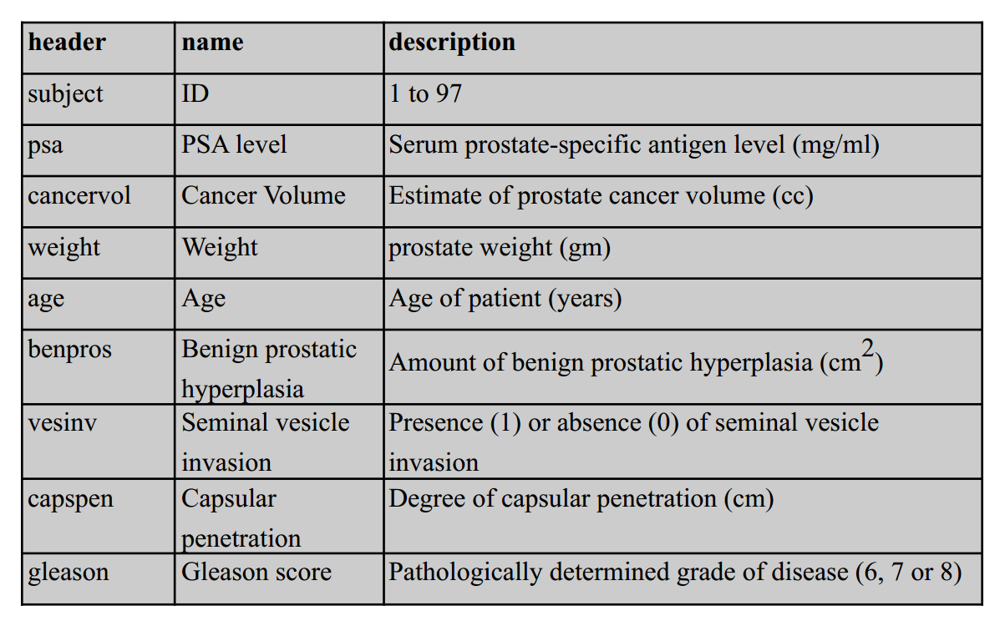 header name description
subject ID 1 to 97
psa PSA level Serum prostate-specific antigen level (mg/ml)
cancervol Cancer Volume Estimate of prostate cancer volume (cc)
weight Weight prostate weight (gm)
age Age Age of patient (years)
benpros Benign prostatic
hyperplasia
Amount of benign prostatic hyperplasia (cm²)
vesinv Seminal vesicle
invasion
Presence (1) or absence (0) of seminal vesicle
invasion
capspen Capsular
penetration
Degree of capsular penetration (cm)
gleason Gleason score Pathologically determined grade of disease (6, 7 or 8)